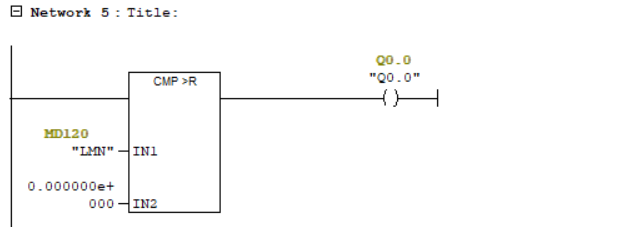 Network 5 : Title:
Q0.0
"Q0.0"
CMP >R
MD120
"LMN"
IN1
0.000000e+
000
IN2